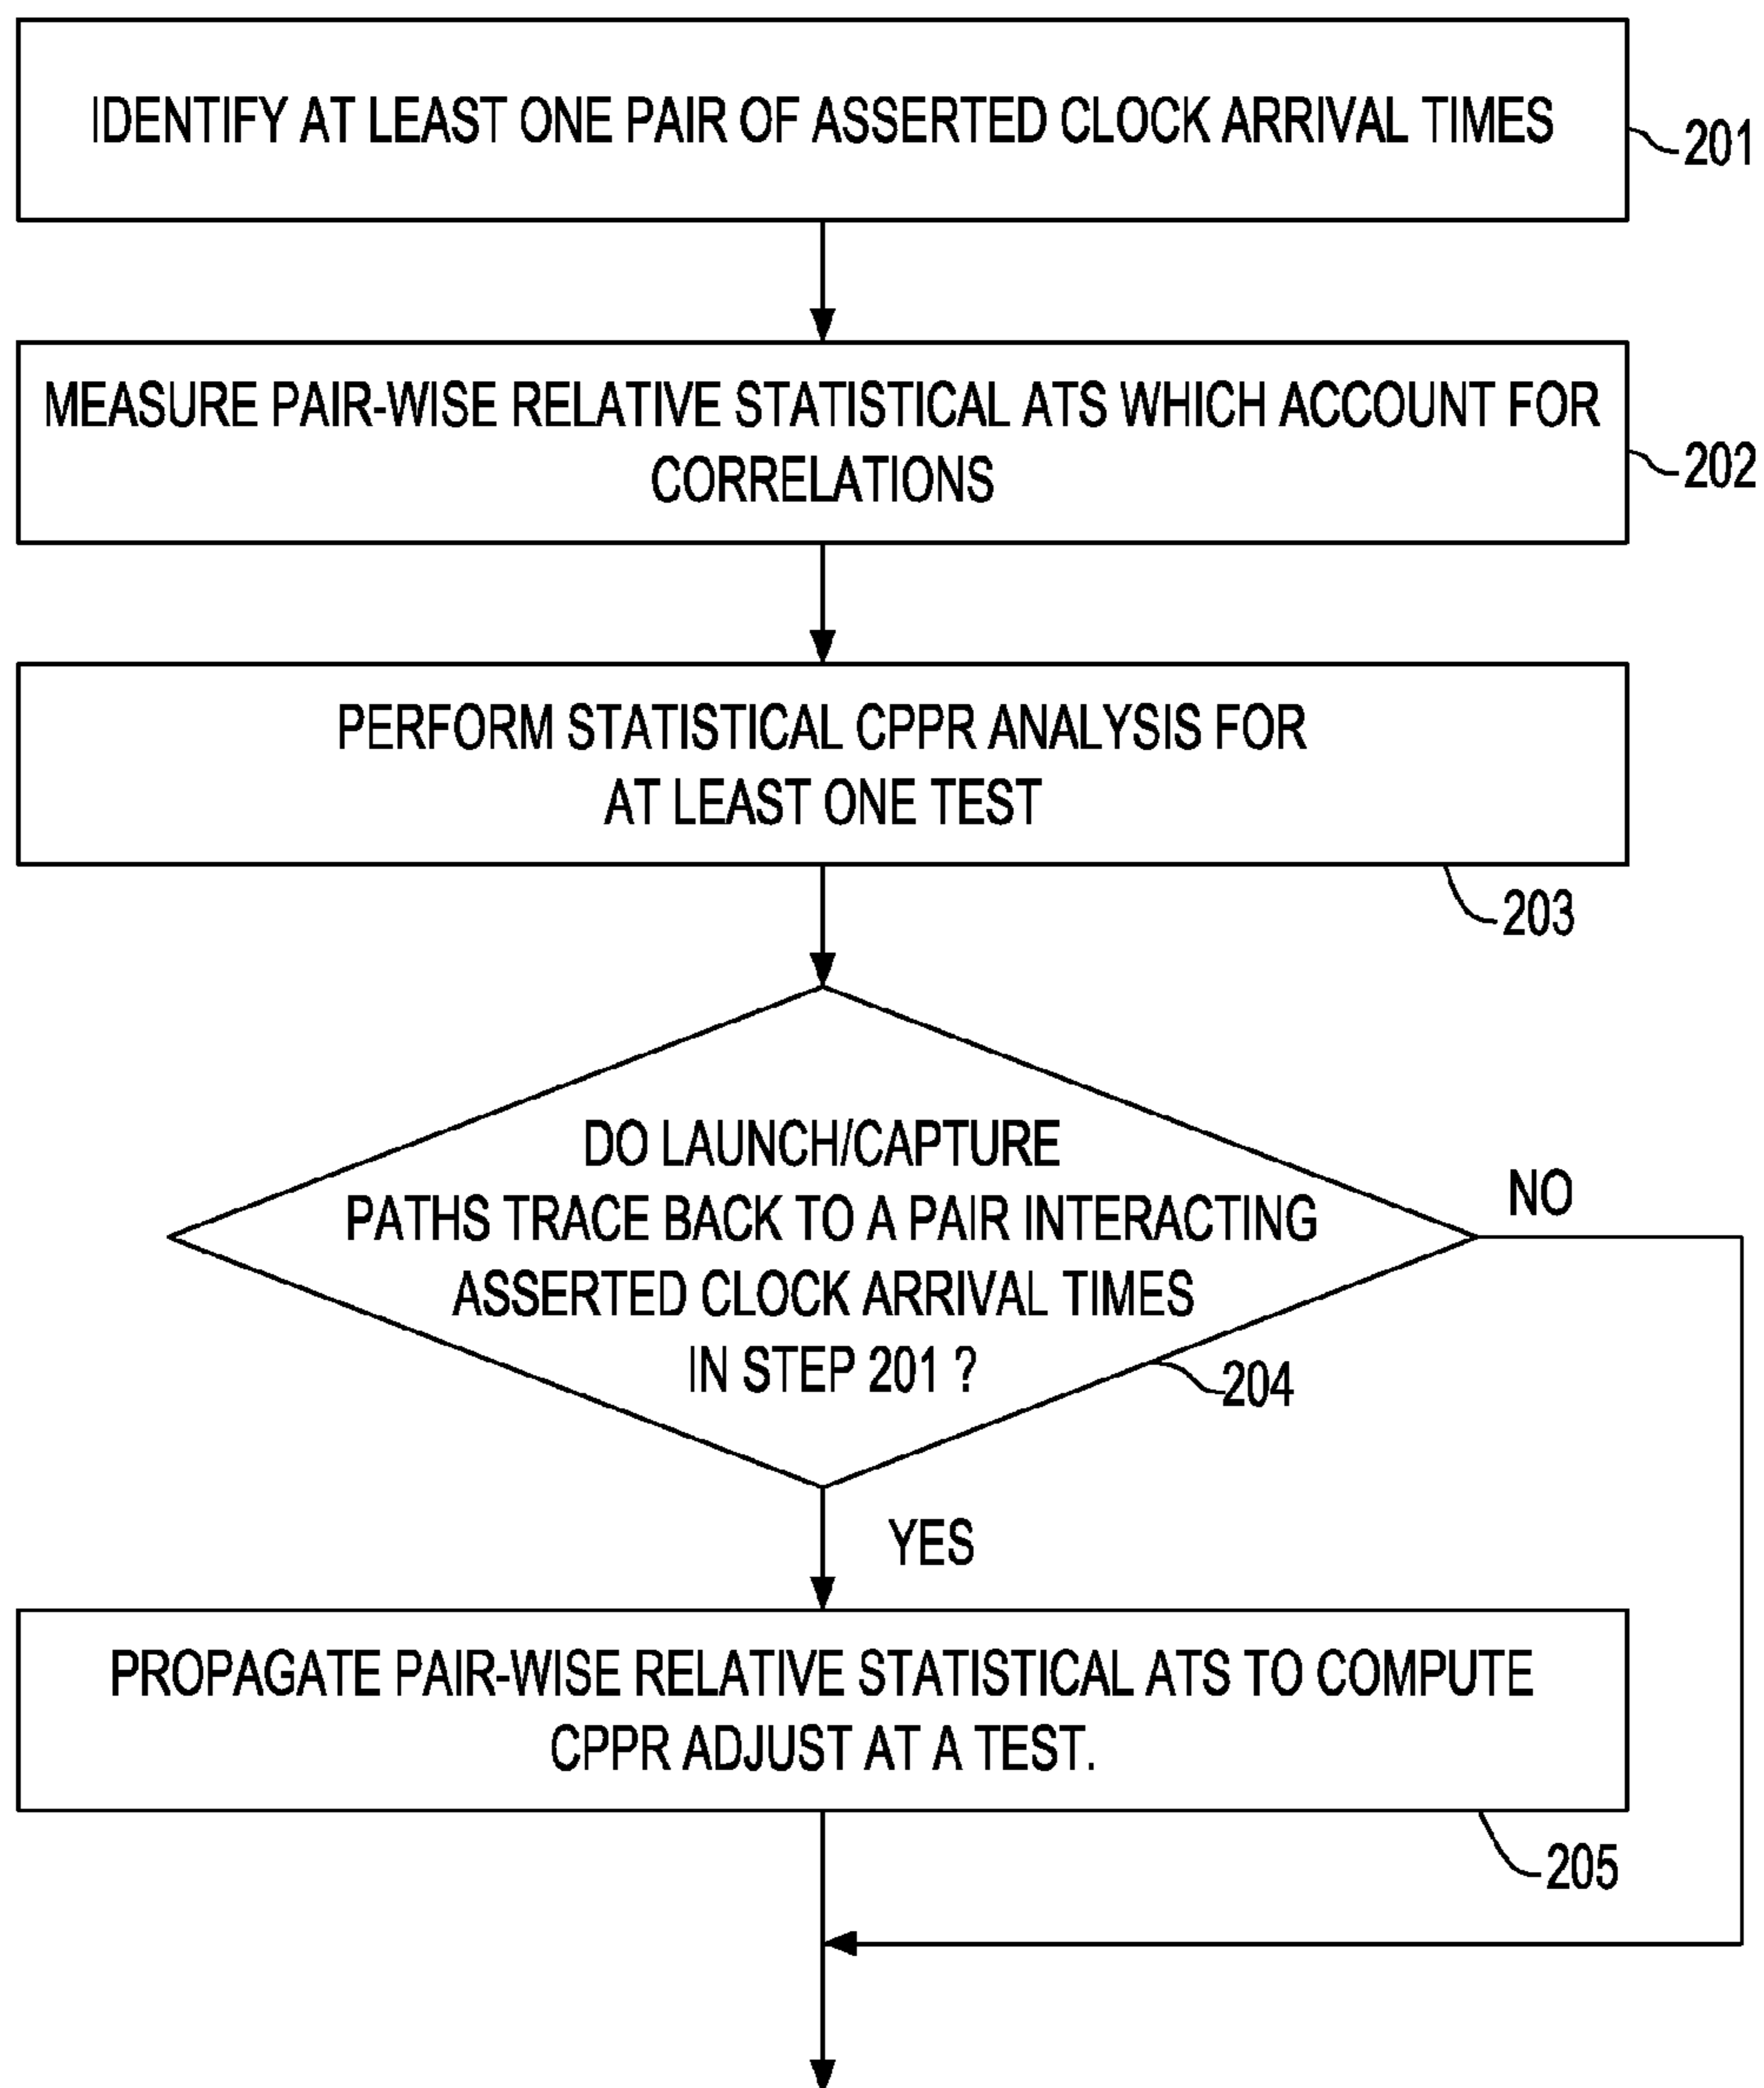 IDENTIFY AT LEAST ONE PAIR OF ASSERTED CLOCK ARRIVAL TIMES
201
MEASURE PAIR-WISE RELATIVE STATISTICAL ATS WHICH ACCOUNT FOR
CORRELATIONS
202
PERFORM STATISTICAL CPPR ANALYSIS FOR
AT LEAST ONE TEST
203
DO LAUNCH/CAPTURE
PATHS TRACE BACK TO A PAIR INTERACTING
ASSERTED CLOCK ARRIVAL TIMES
IN STEP 201 ?
NO
204
YES
PROPAGATE PAIR-WISE RELATIVE STATISTICAL ATS TO COMPUTE
CPPR ADJUST AT A TEST.
205